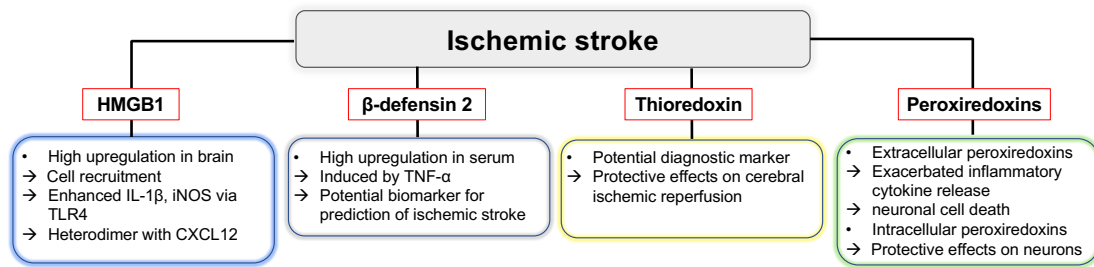 Ischemic stroke
HMGB1
• High upregulation in brain
→ Cell recruitment
→ Enhanced IL-1β, iNOS via
TLR4
→ Heterodimer with CXCL12
β-defensin 2
• High upregulation in serum
→ Induced by TNF-α
→ Potential biomarker for
prediction of ischemic stroke
Thioredoxin
• Potential diagnostic marker
→ Protective effects on cerebral
ischemic reperfusion
Peroxiredoxins
• Extracellular peroxiredoxins
→ Exacerbated inflammatory
cytokine release
→ neuronal cell death
• Intracellular peroxiredoxins
→ Protective effects on neurons